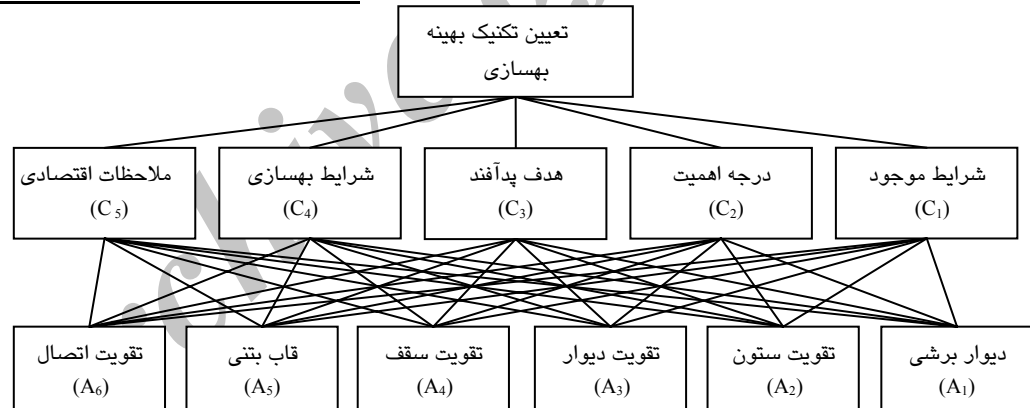 تعیین تکنیک بهینه
بهسازی
شرایط موجود
(C1)
درجه اهمیت
(C2)
هدف پدآفند
(C3)
شرایط بهسازی
(C4)
ملاحظات اقتصادی
(C5)
دیوار برشی
(A1)
تقویت ستون
(A2)
تقویت دیوار
(A3)
تقویت سقف
(A4)
قاب بتنی
(A5)
تقویت اتصال
(A6)